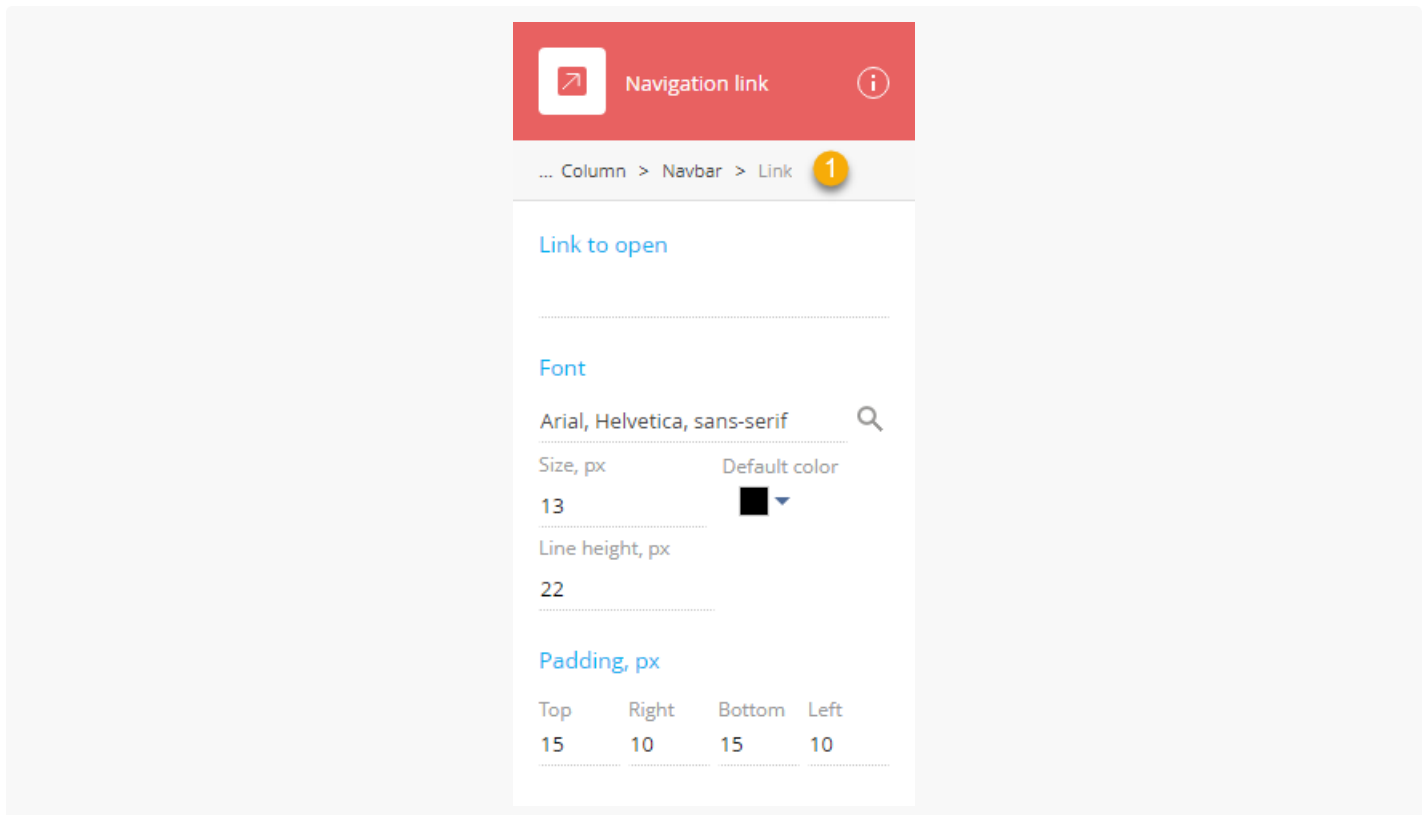 Navigation link
... Column > Navbar > Link 1
Link to open
Font
Arial, Helvetica, sans-serif
Size, px Default color
13
Line height, px
22
Padding, px
Top Right Bottom Left
15 10 15 10